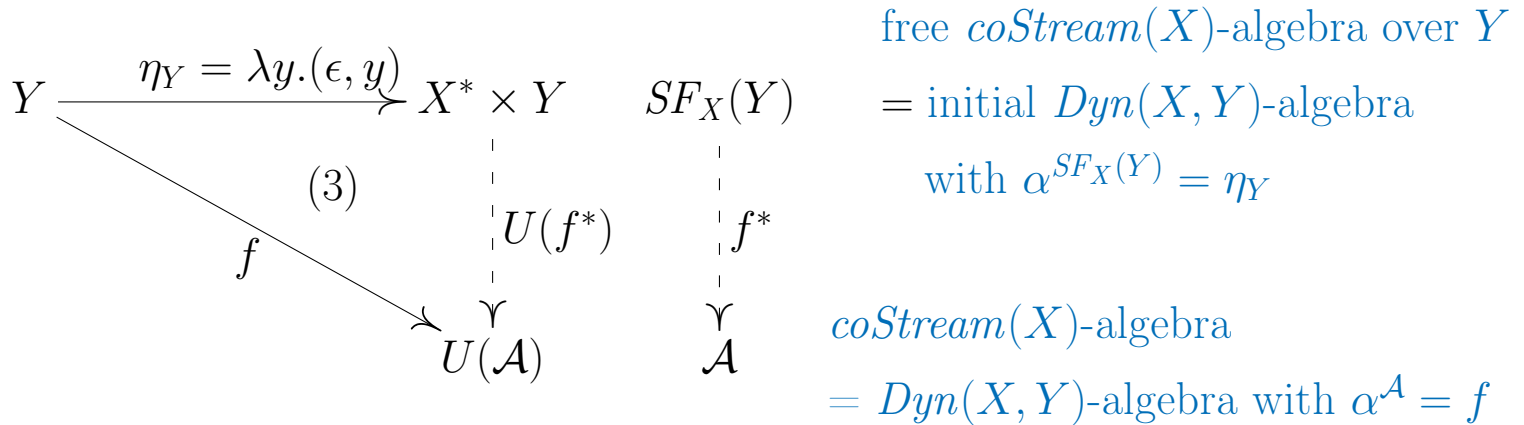 free coStream(X)-algebra over Y
Y η_Y = λy.(ϵ, y) X* × Y SF_X(Y) = initial Dyn(X, Y)-algebra
(3) with α^{SF_X(Y)} = η_Y
f U(f*) f*
coStream(X)-algebra
U(𝒜) 𝒜
= Dyn(X, Y)-algebra with α^𝒜 = f